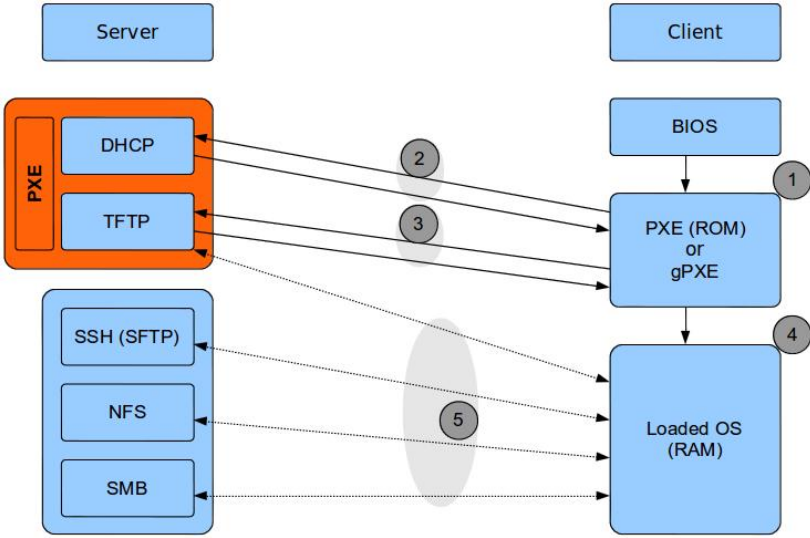 Server
Client
PXE
DHCP
TFTP
BIOS
1
2
3
PXE (ROM)
or
gPXE
SSH (SFTP)
NFS
SMB
4
5
Loaded OS
(RAM)